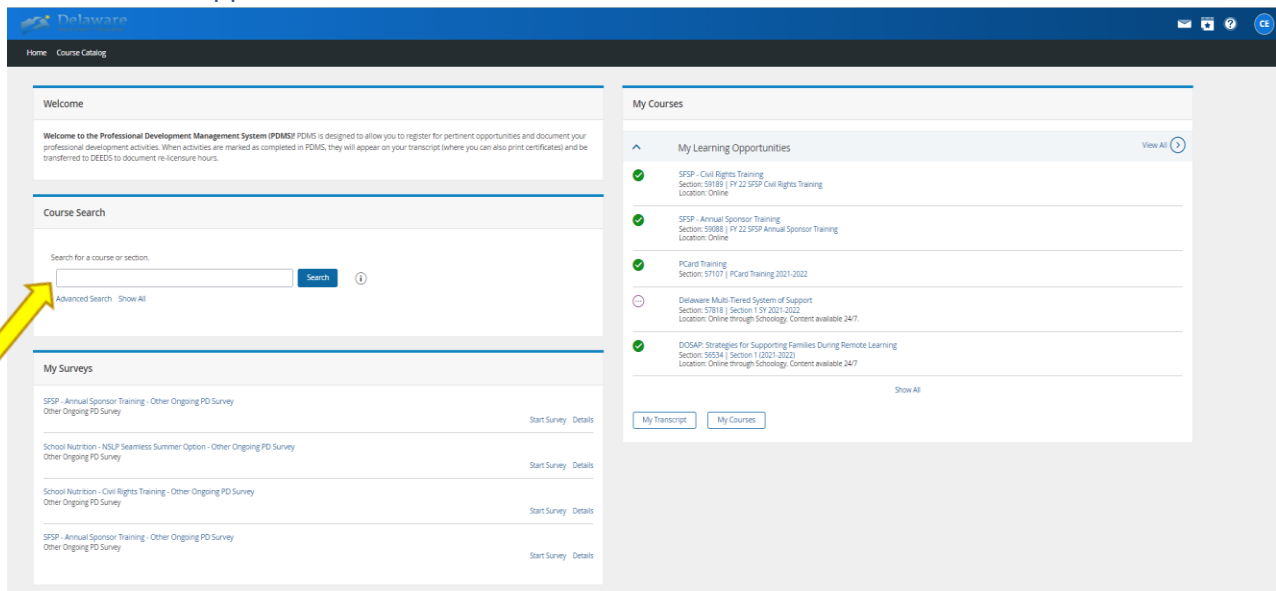 Delaware
CE
Home Course Catalog
Welcome
Welcome to the Professional Development Management System (PDMS)! PDMS is designed to allow you to register for pertinent opportunities and document your
professional development activities. When activities are marked as completed in PDMS, they will appear on your transcript (where you can also print certificates) and be
transferred to DEEDS to document re-licensure hours.
Course Search
Search for a course or section.
Search
Advanced Search Show All
My Surveys
SFSP - Annual Sponsor Training - Other Ongoing PD Survey
Other Ongoing PD Survey
Start Survey Details
School Nutrition - NSLP Seamless Summer Option - Other Ongoing PD Survey
Other Ongoing PD Survey
Start Survey Details
School Nutrition - Civil Rights Training - Other Ongoing PD Survey
Other Ongoing PD Survey
Start Survey Details
SFSP - Annual Sponsor Training - Other Ongoing PD Survey
Other Ongoing PD Survey
Start Survey Details
My Courses
My Learning Opportunities
View All
SFSP - Civil Rights Training
Section: 59189 | FY 22 SFSP Civil Rights Training
Location: Online
SFSP - Annual Sponsor Training
Section: 59088 | FY 22 SFSP Annual Sponsor Training
Location: Online
PCard Training
Section: 57107 | PCard Training 2021-2022
Delaware Multi-Tiered System of Support
Section: 57818 | Section 1 SY 2021-2022
Location: Online through Schoology. Content available 24/7.
DOSAP: Strategies for Supporting Families During Remote Learning
Section: 56534 | Section 1 (2021-2022)
Location: Online through Schoology. Content available 24/7
Show All
My Transcript My Courses